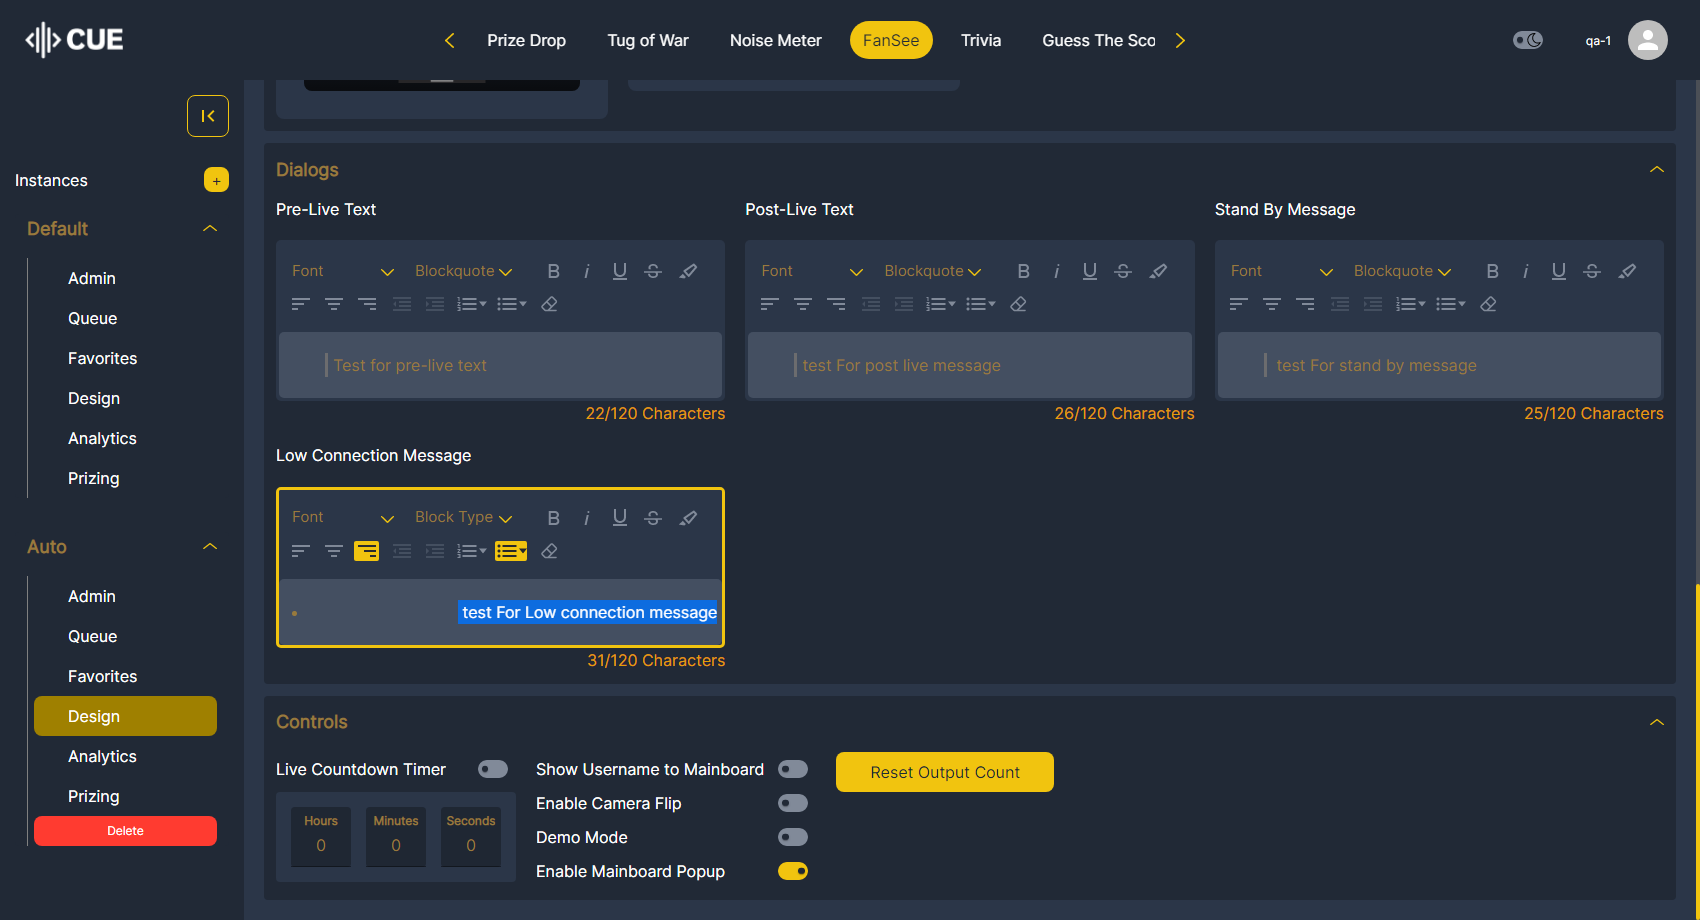 CUE
Prize Drop
Tug of War
Noise Meter
FanSee
Trivia
Guess The Sco
qa-1
Instances
+
Default
Admin
Queue
Favorites
Design
Analytics
Prizing
Auto
Admin
Queue
Favorites
Design
Analytics
Prizing
Delete
Dialogs
Pre-Live Text
Font
Blockquote
B
i
U
S
Test for pre-live text
22/120 Characters
Post-Live Text
Font
Blockquote
B
i
U
S
test For post live message
26/120 Characters
Stand By Message
Font
Blockquote
B
i
U
S
test For stand by message
25/120 Characters
Low Connection Message
Font
Block Type
B
i
U
S
test For Low connection message
31/120 Characters
Controls
Live Countdown Timer
Hours
0
Minutes
0
Seconds
0
Show Username to Mainboard
Enable Camera Flip
Demo Mode
Enable Mainboard Popup
Reset Output Count